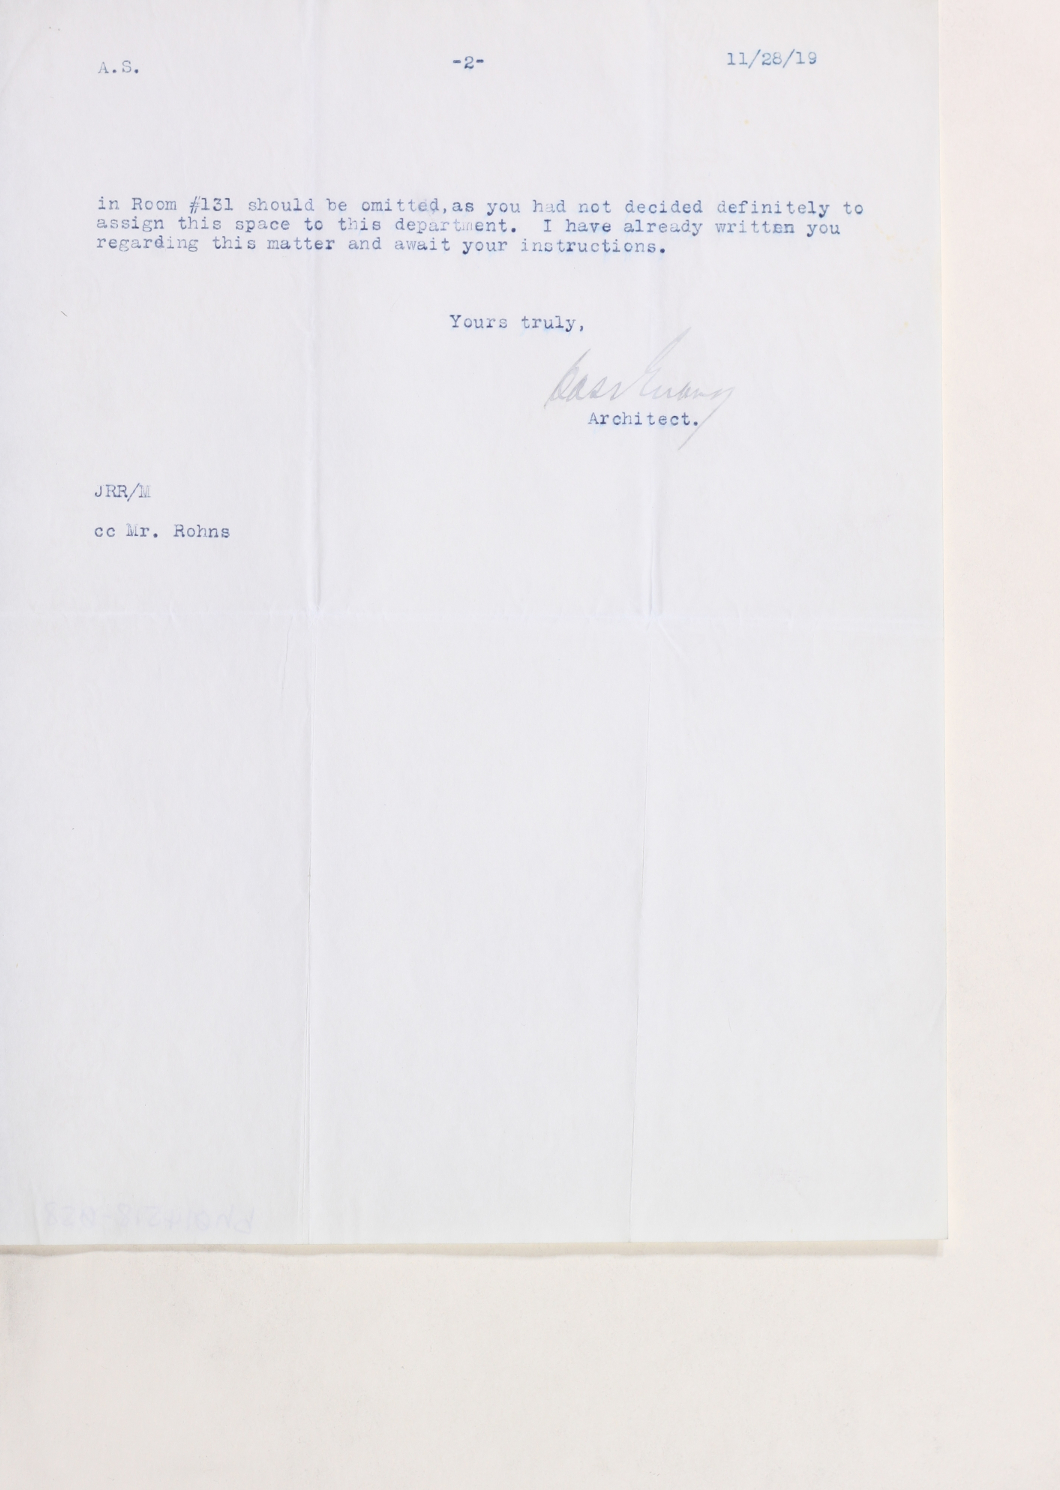 A.S. -2- 11/28/19
in Room #131 should be omitted,as you had not decided definitely to
assign this space to this department. I have already written you
regarding this matter and await your instructions.
Yours truly,
Cass
Architect.
JRR/M
cc Mr. Rohns